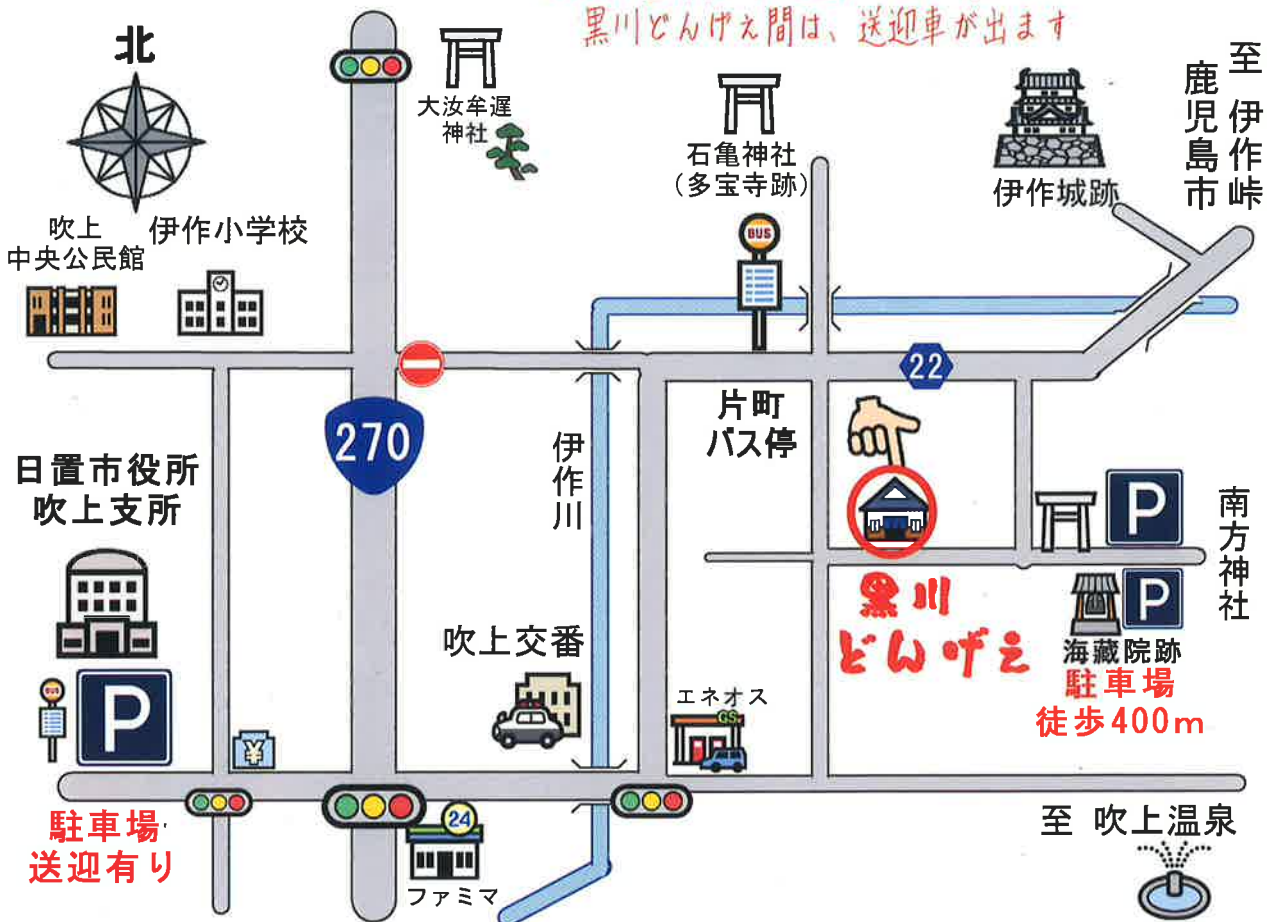 黒川どんげえ間は、送迎車が出ます
北
大汝牟遅
神社
石亀神社
(多宝寺跡)
伊作城跡
至 伊作峠
鹿児島市
吹上
中央公民館
伊作小学校
BUS
22
270
片町
バス停
伊作川
日置市役所
吹上支所
P
南方神社
黒川
どんげえ
P
海藏院跡
駐車場
徒歩400m
吹上交番
エネオス
GS
BUS
P
¥
駐車場
送迎有り
24
ファミマ
至 吹上温泉